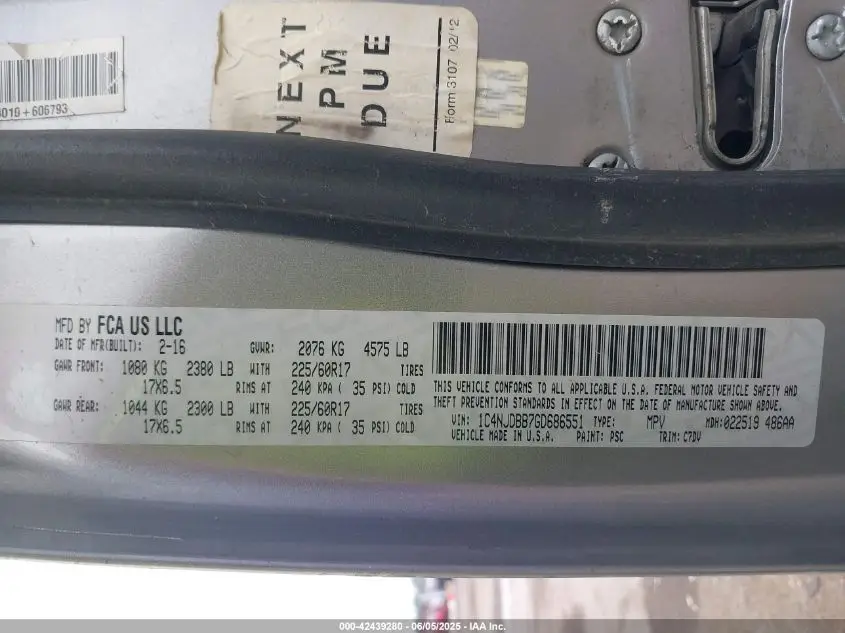 016 + 606793
NEXT
PM
DUE
Form 3107 02/12
MFD BY FCA US LLC
DATE OF MFR(BUILT): 2-16 GVWR: 2076 KG 4575 LB
GAWR FRONT: 1080 KG 2380 LB WITH 225/60R17 TIRES
17X6.5 RIMS AT 240 KPA ( 35 PSI) COLD
GAWR REAR: 1044 KG 2300 LB WITH 225/60R17 TIRES
17X6.5 RIMS AT 240 KPA ( 35 PSI) COLD
THIS VEHICLE CONFORMS TO ALL APPLICABLE U.S.A. FEDERAL MOTOR VEHICLE SAFETY AND
THEFT PREVENTION STANDARDS IN EFFECT ON THE DATE OF MANUFACTURE SHOWN ABOVE.
VIN: 1C4NJDBB7GD686551 TYPE: MPV MDH:022519 486AA
VEHICLE MADE IN U.S.A. PAINT: PSC TRIM: C7DV
000-42439280 - 06/05/2025 - IAA Inc.